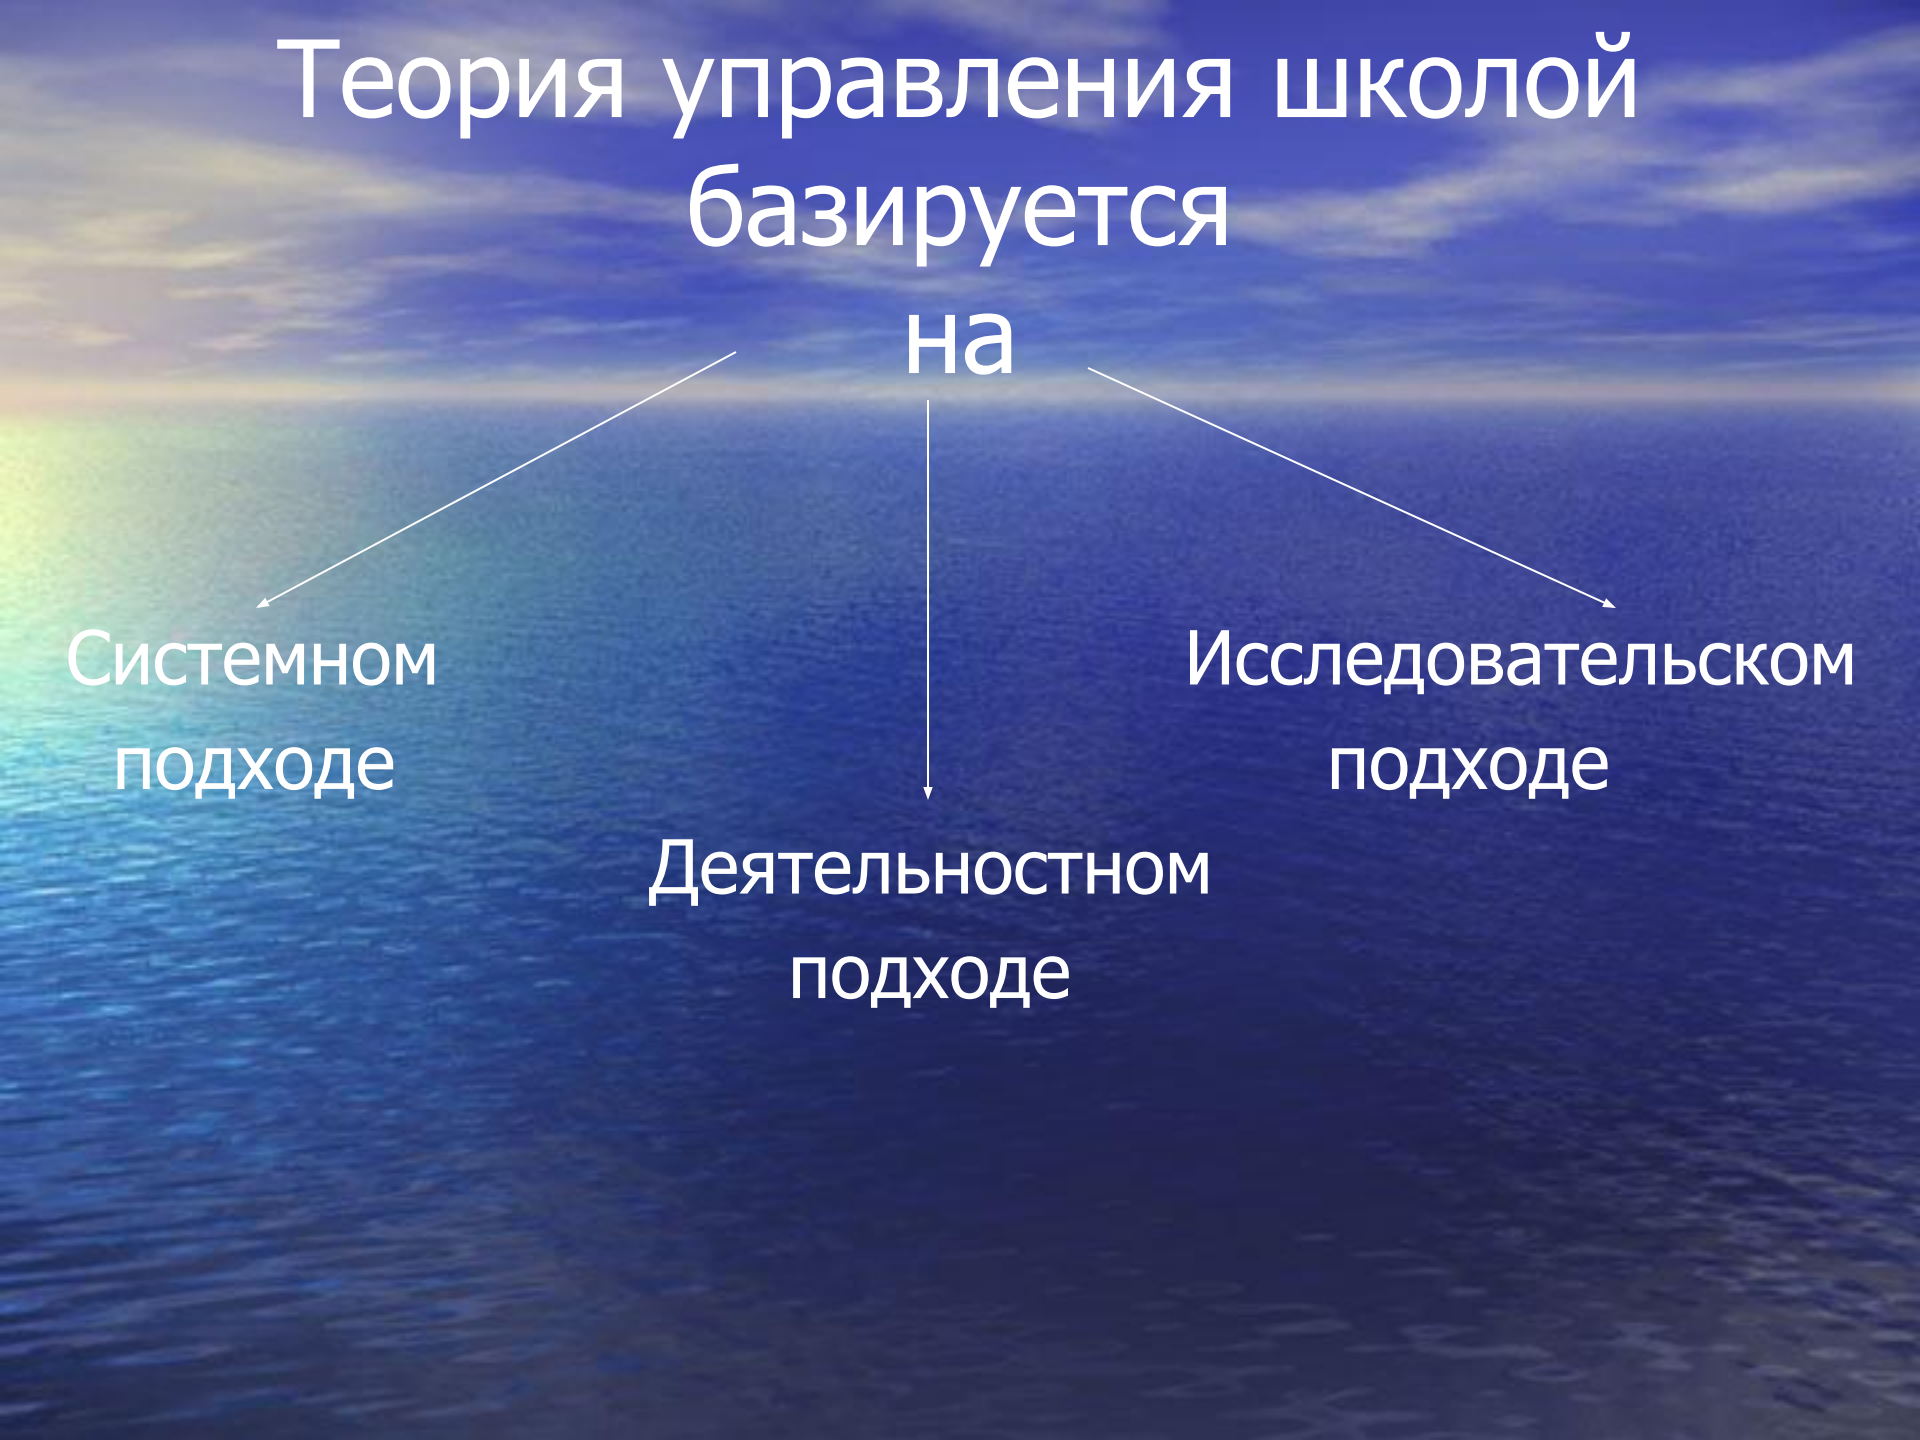 Теория управления школой
базируется
на
Системном
подходе
Деятельностном
подходе
Исследовательском
подходе